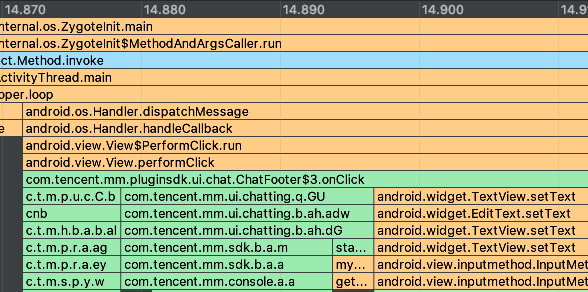 14.870 14.880 14.890 14.900 14.9
nternal.os.ZygoteInit.main
nternal.os.ZygoteInit$MethodAndArgsCaller.run
ct.Method.invoke
ctivityThread.main
oper.loop
android.os.Handler.dispatchMessage
e android.os.Handler.handleCallback
android.view.View$PerformClick.run
android.view.View.performClick
com.tencent.mm.pluginsdk.ui.chat.ChatFooter$3.onClick
c.t.m.p.u.c.C.b com.tencent.mm.ui.chatting.q.GU android.widget.TextView.setText
cnb com.tencent.mm.ui.chatting.b.ah.adw android.widget.EditText.setText
c.t.m.h.b.a.b.al com.tencent.mm.ui.chatting.b.ah.dG android.widget.TextView.setText
c.t.m.p.r.a.ag com.tencent.mm.sdk.b.a.m sta... android.widget.TextView.setText
c.t.m.p.r.a.ey com.tencent.mm.sdk.b.a.a my... android.view.inputmethod.InputMet
c.t.m.s.p.y.w com.tencent.mm.console.a.a get... android.view.inputmethod.InputMet